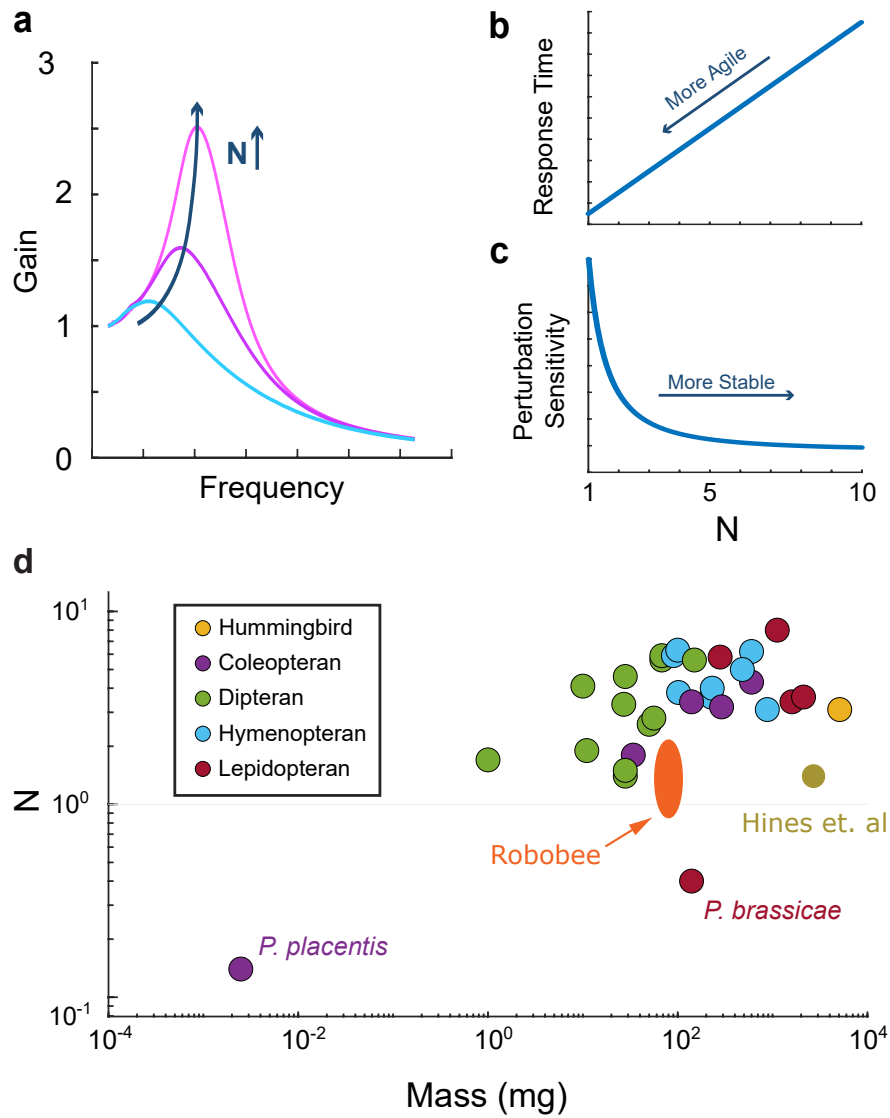 a
3
2
1
0
Gain
N
Frequency
b
Response Time
More Agile
c
Perturbation
Sensitivity
More Stable
1
5
10
N
d
10¹
10⁰
10⁻¹
N
Hummingbird
Coleopteran
Dipteran
Hymenopteran
Lepidopteran
Hines et. al
Robobee
P. brassicae
P. placentis
10⁻⁴
10⁻²
10⁰
10²
10⁴
Mass (mg)